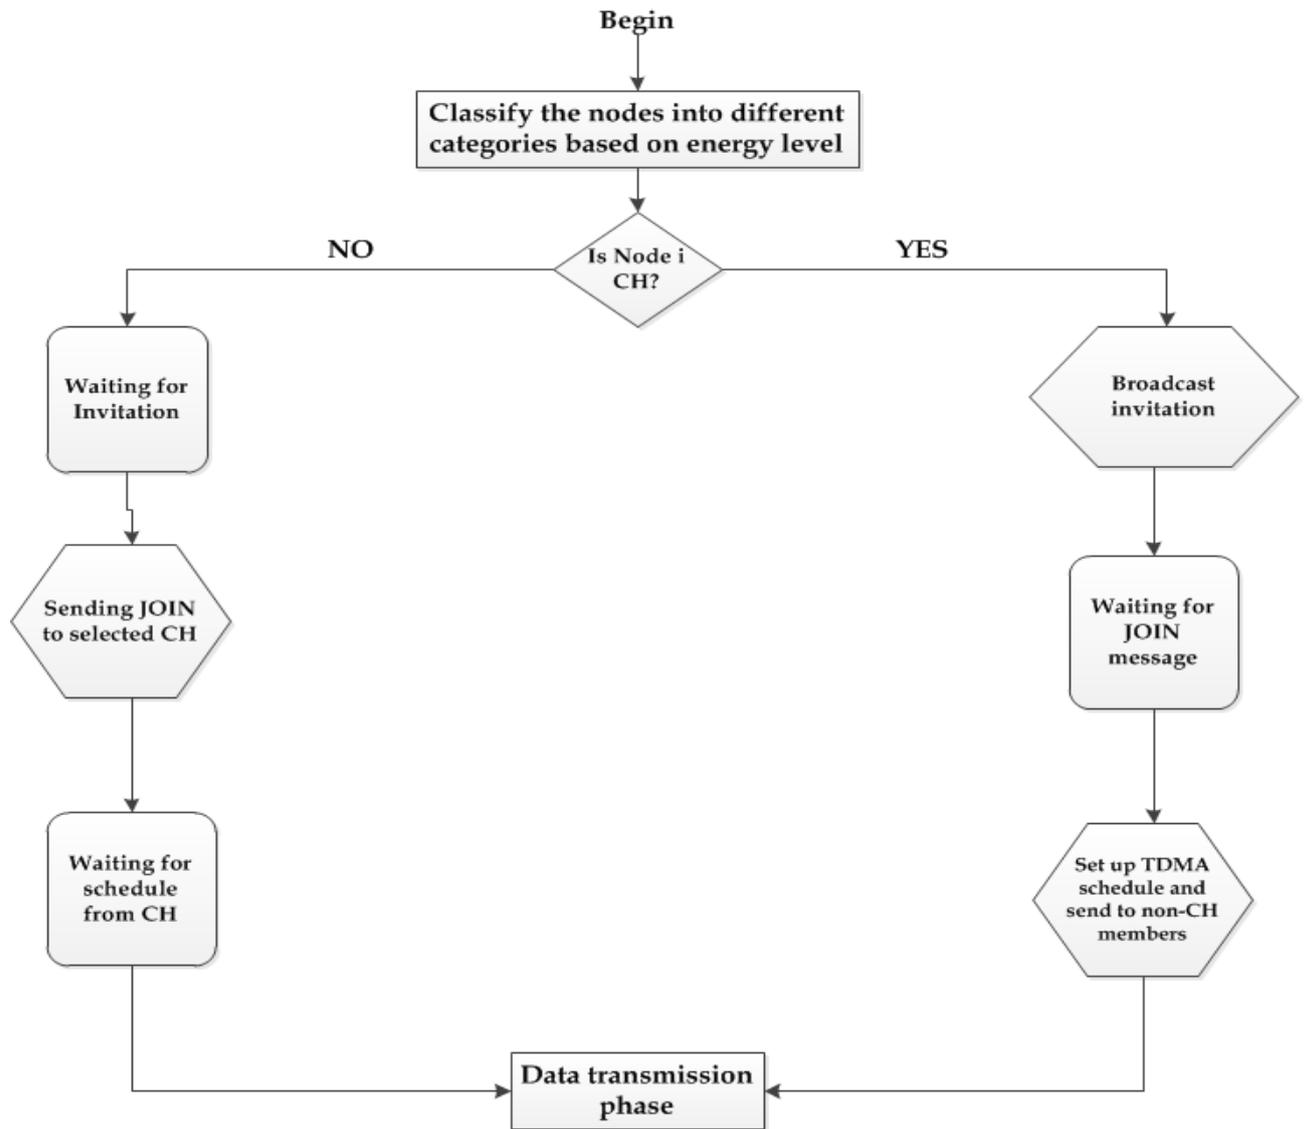 Begin
Classify the nodes into different
categories based on energy level
NO
Is Node i
CH?
YES
Waiting for
Invitation
Broadcast
invitation
Sending JOIN
to selected CH
Waiting for
JOIN
message
Waiting for
schedule
from CH
Set up TDMA
schedule and
send to non-CH
members
Data transmission
phase